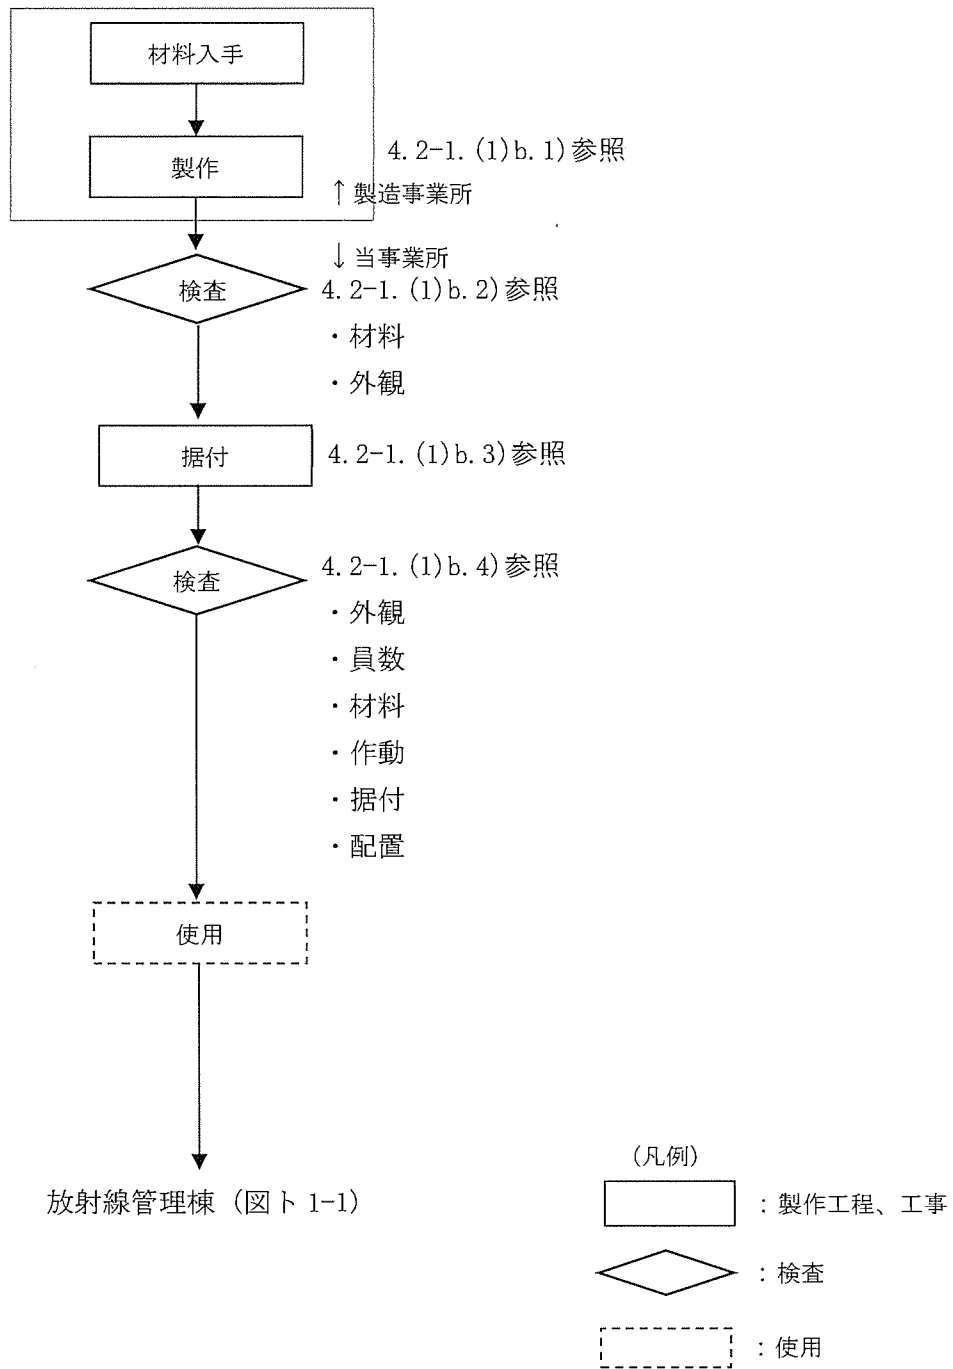 材料入手
製作
4.2-1.(1)b.1)参照
↑製造事業所
↓当事業所
検査
4.2-1.(1)b.2)参照
・材料
・外観
据付
4.2-1.(1)b.3)参照
検査
4.2-1.(1)b.4)参照
・外観
・員数
・材料
・作動
・据付
・配置
使用
放射線管理棟（図ト1-1）
（凡例）
：製作工程、工事
：検査
：使用